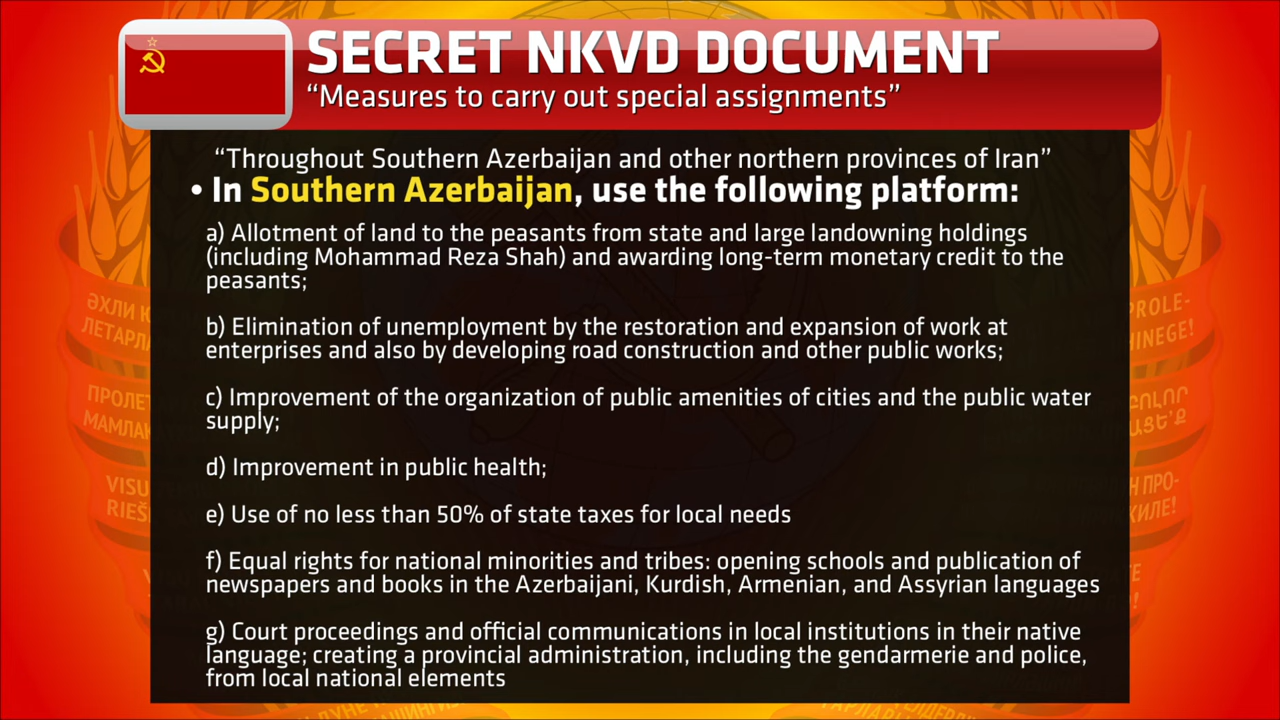 SECRET NKVD DOCUMENT
“Measures to carry out special assignments”
“Throughout Southern Azerbaijan and other northern provinces of Iran”
• In Southern Azerbaijan, use the following platform:
a) Allotment of land to the peasants from state and large landowning holdings
(including Mohammad Reza Shah) and awarding long-term monetary credit to the
peasants;
b) Elimination of unemployment by the restoration and expansion of work at
enterprises and also by developing road construction and other public works;
c) Improvement of the organization of public amenities of cities and the public water
supply;
d) Improvement in public health;
e) Use of no less than 50% of state taxes for local needs
f) Equal rights for national minorities and tribes: opening schools and publication of
newspapers and books in the Azerbaijani, Kurdish, Armenian, and Assyrian languages
g) Court proceedings and official communications in local institutions in their native
language; creating a provincial administration, including the gendarmerie and police,
from local national elements